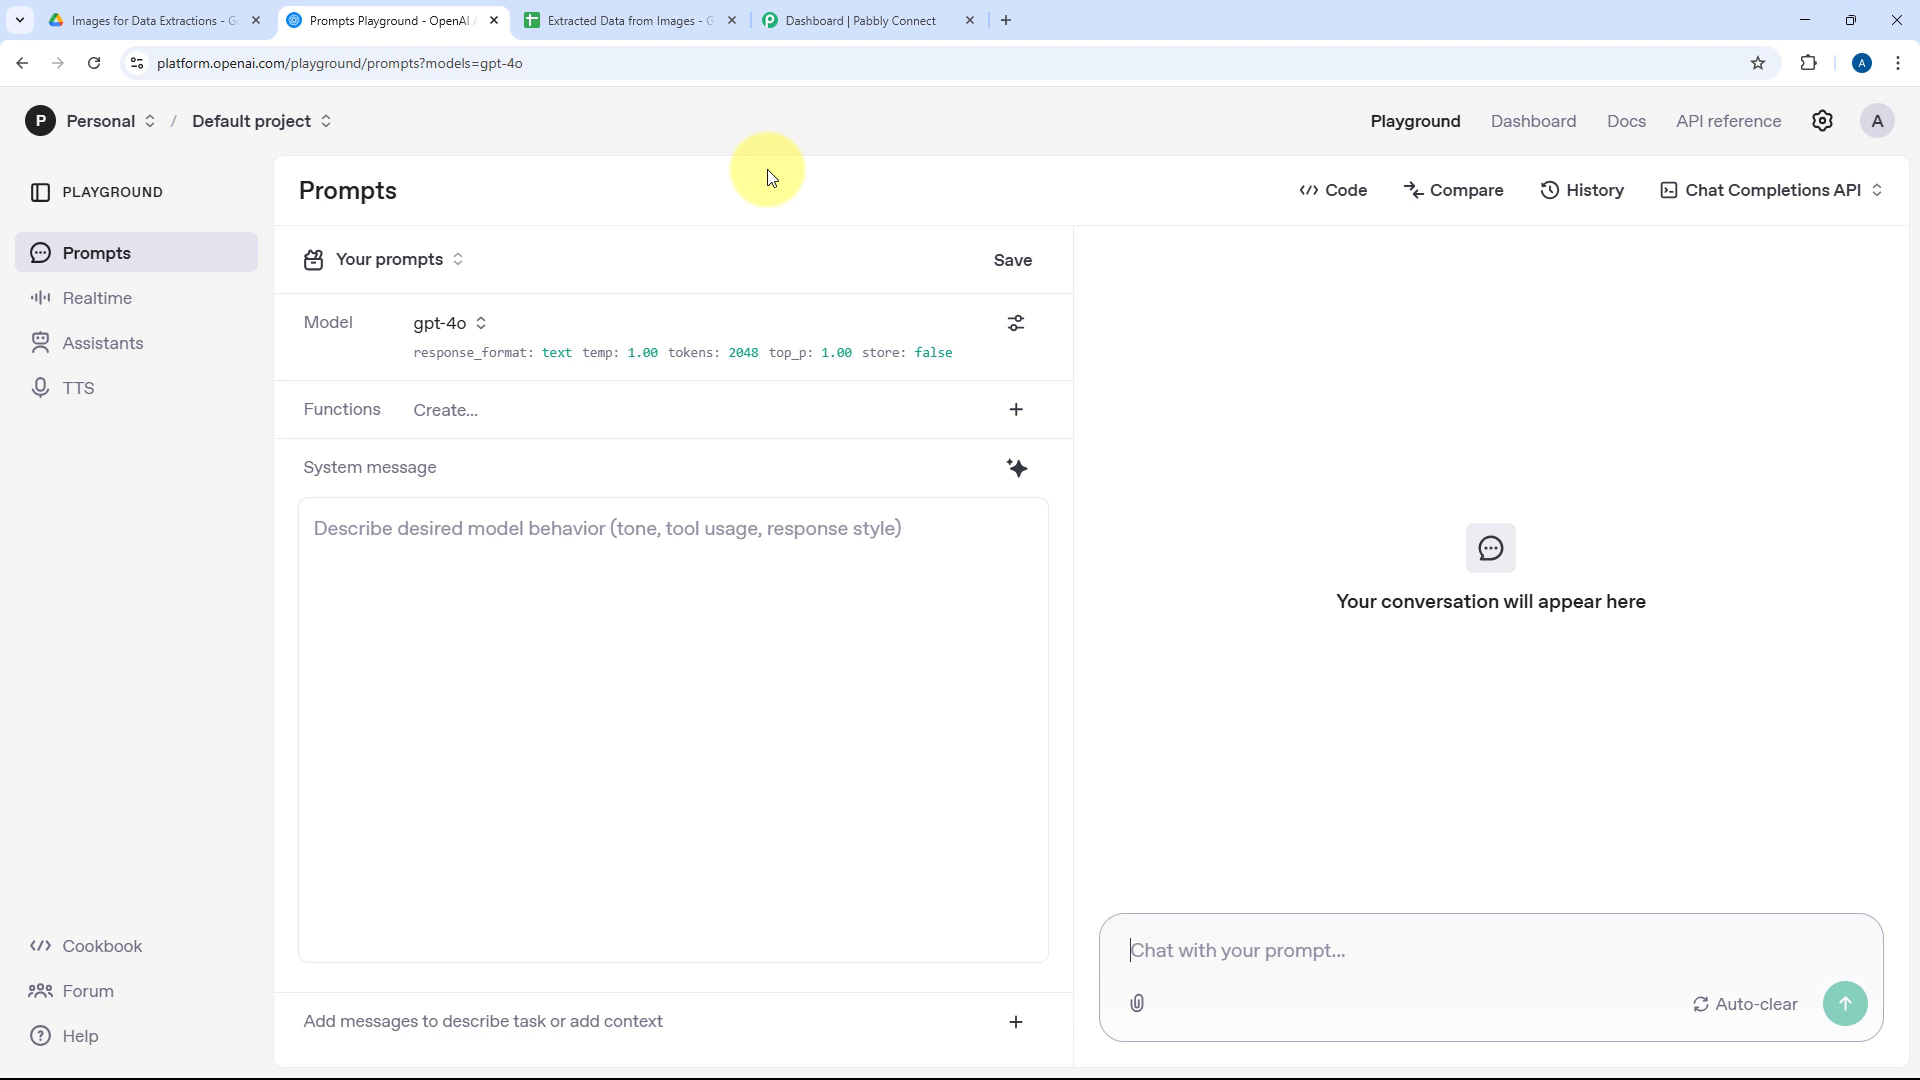 Images for Data Extractions - G
Prompts Playground - OpenAI A
Extracted Data from Images - G
Dashboard | Pabbly Connect
platform.openai.com/playground/prompts?models=gpt-4o
A
P
Personal
/
Default project
Playground
Dashboard
Docs
API reference
A
PLAYGROUND
Prompts
Realtime
Assistants
TTS
Cookbook
Forum
Help
Prompts
Code
Compare
History
Chat Completions API
Your prompts
Save
Model
gpt-4o
response_format: text temp: 1.00 tokens: 2048 top_p: 1.00 store: false
Functions
Create...
System message
Describe desired model behavior (tone, tool usage, response style)
Add messages to describe task or add context
Your conversation will appear here
Chat with your prompt...
Auto-clear